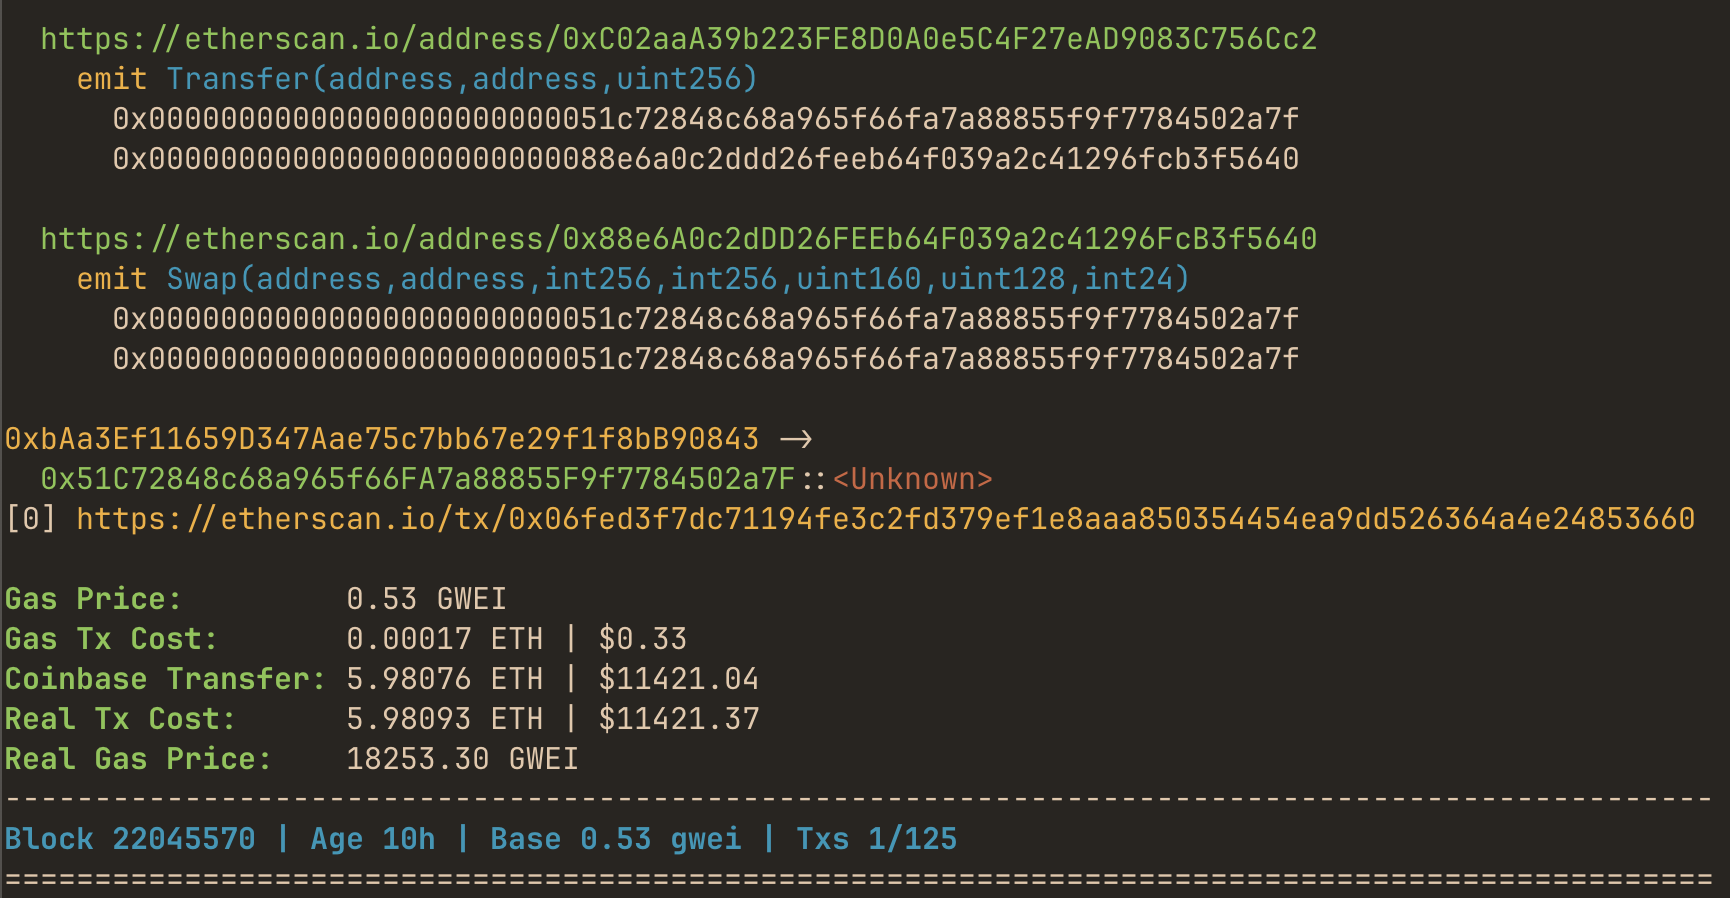 https://etherscan.io/address/0xC02aaA39b223FE8D0A0e5C4F27eAD9083C756Cc2
emit Transfer(address,address,uint256)
0x00000000000000000000000051c72848c68a965f66fa7a88855f9f7784502a7f
0x00000000000000000000000088e6a0c2ddd26feeb64f039a2c41296fcb3f5640
https://etherscan.io/address/0x88e6A0c2dDD26FEEb64F039a2c41296FcB3f5640
emit Swap(address,address,int256,int256,uint160,uint128,int24)
0x00000000000000000000000051c72848c68a965f66fa7a88855f9f7784502a7f
0x00000000000000000000000051c72848c68a965f66fa7a88855f9f7784502a7f
0xbAa3Ef11659D347Aae75c7bb67e29f1f8bB90843 ->
0x51C72848c68a965f66FA7a88855F9f7784502a7F::<Unknown>
[0] https://etherscan.io/tx/0x06fed3f7dc71194fe3c2fd379ef1e8aaa850354454ea9dd526364a4e24853660
Gas Price: 0.53 GWEI
Gas Tx Cost: 0.00017 ETH | $0.33
Coinbase Transfer: 5.98076 ETH | $11421.04
Real Tx Cost: 5.98093 ETH | $11421.37
Real Gas Price: 18253.30 GWEI
-----------------------------------------------------------------------------------------------
Block 22045570 | Age 10h | Base 0.53 gwei | Txs 1/125
===============================================================================================